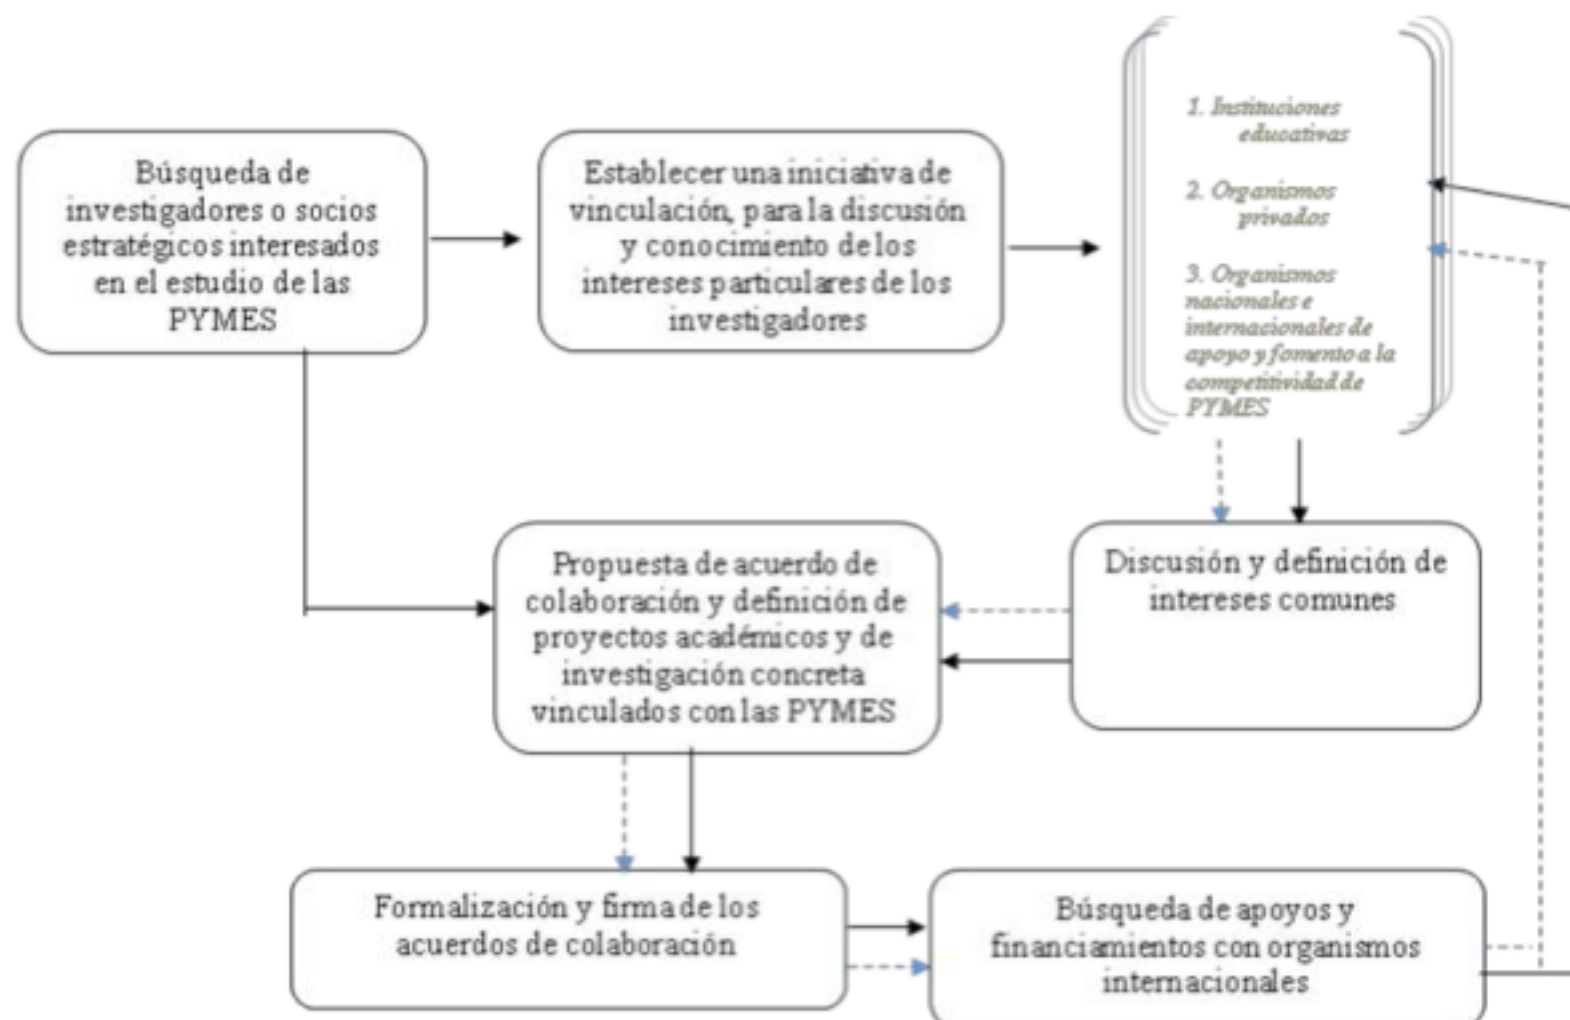 Búsqueda de
investigadores o socios
estratégicos interesados
en el estudio de las
PYMES
Establecer una iniciativa de
vinculación, para la discusión
y conocimiento de los
intereses particulares de los
investigadores
1. Instituciones
educativas
2. Organismos
privados
3. Organismos
nacionales e
internacionales de
apoyo y fomento a la
competitividad de
PYMES
Propuesta de acuerdo de
colaboración y definición de
proyectos académicos y de
investigación concreta
vinculados con las PYMES
Discusión y definición de
intereses comunes
Formalización y firma de los
acuerdos de colaboración
Búsqueda de apoyos y
financiamientos con organismos
internacionales